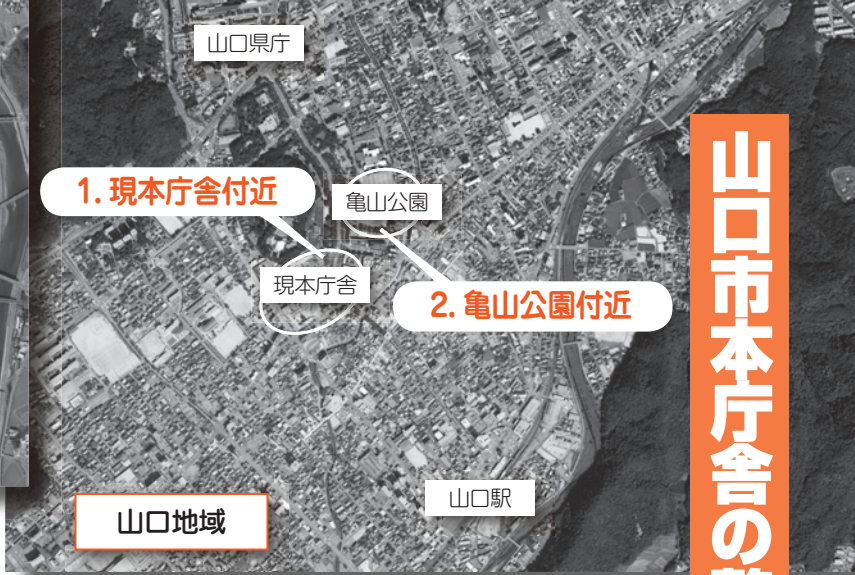 山口県庁
1. 現本庁舎付近
亀山公園
現本庁舎
2. 亀山公園付近
山口駅
山口地域
山口市本庁舎の